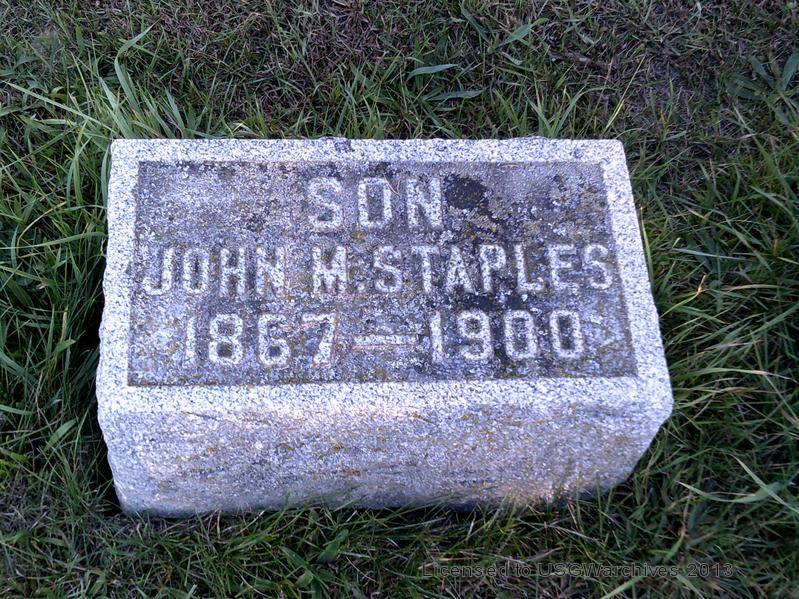 SON
JOHN M. STAPLES
1867—1900
Licensed to USGWarchives 2013